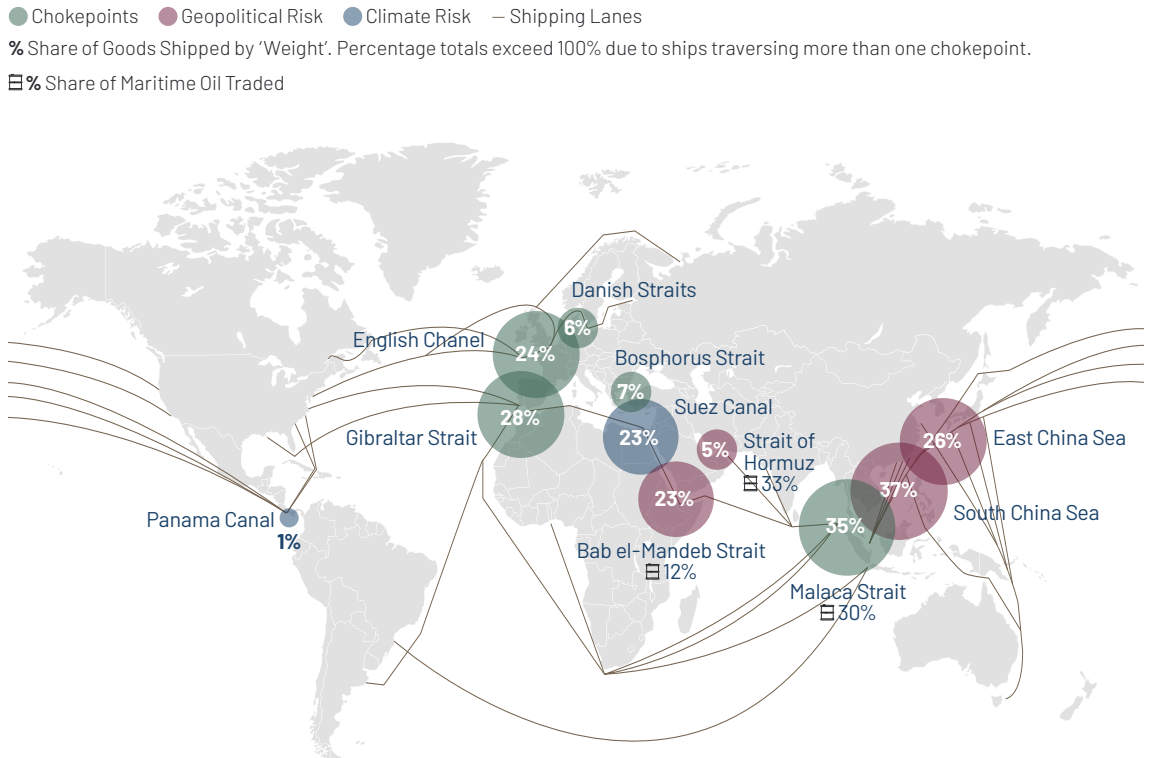 Chokepoints Geopolitical Risk Climate Risk — Shipping Lanes
% Share of Goods Shipped by ‘Weight’. Percentage totals exceed 100% due to ships traversing more than one chokepoint.
% Share of Maritime Oil Traded
Danish Straits
6%
English Chanel
24%
Bosphorus Strait
7%
Suez Canal
23%
Gibraltar Strait
28%
Strait of
Hormuz
5%
33%
East China Sea
26%
37%
South China Sea
23%
Bab el-Mandeb Strait
12%
35%
Malaca Strait
30%
Panama Canal
1%